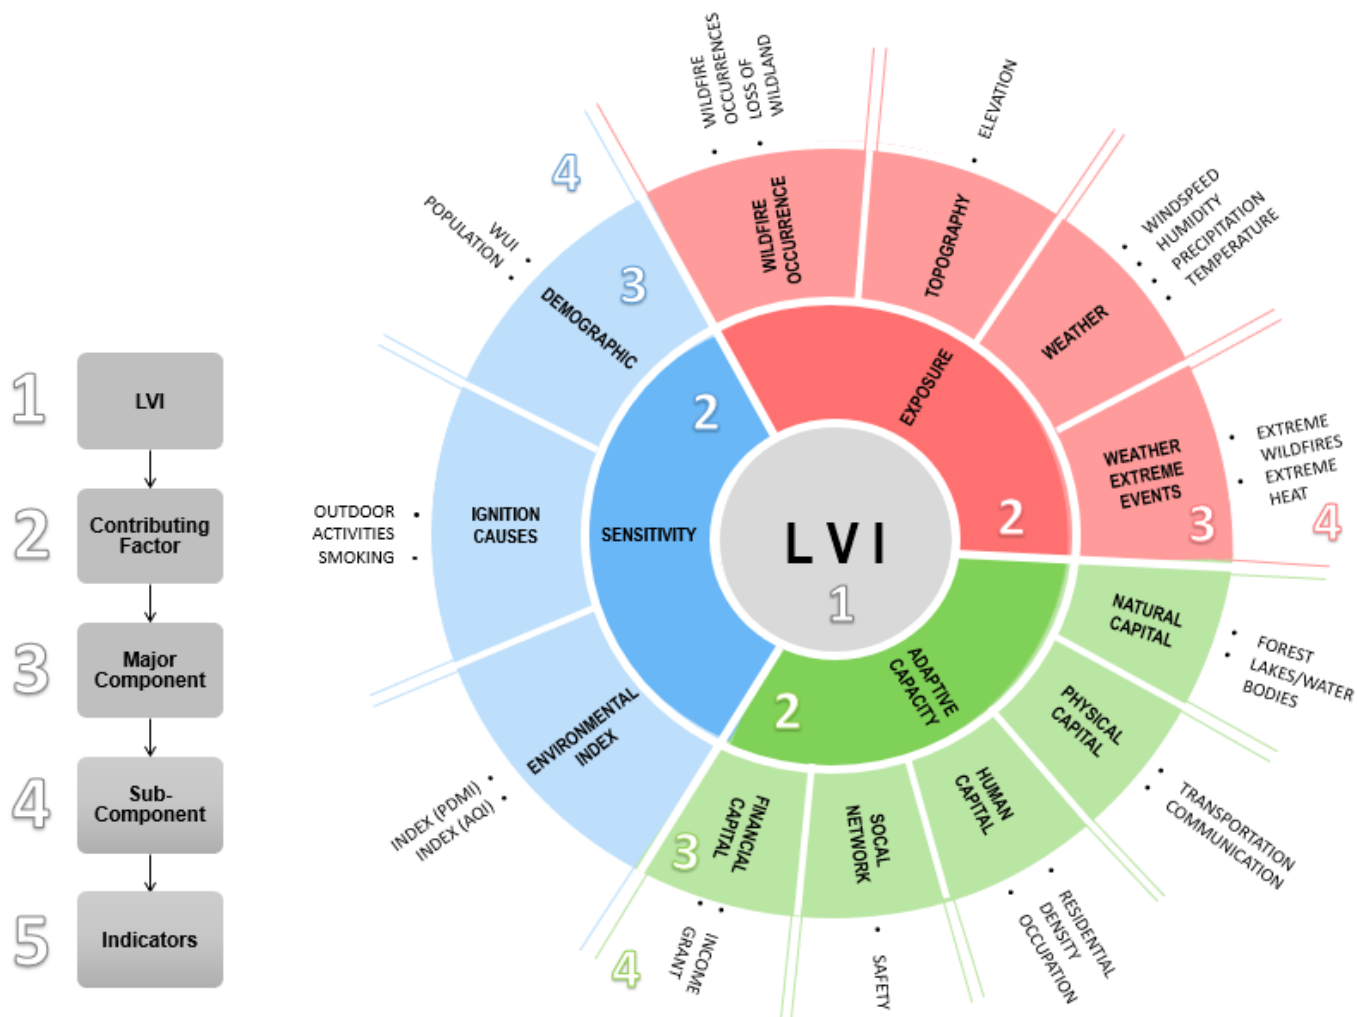 1
LVI
2
Contributing
Factor
3
Major
Component
4
Sub-
Component
5
Indicators
LVI
1
2
EXPOSURE
2
SENSITIVITY
2
ADAPTIVE
CAPACITY
WILDFIRE
OCCURRENCE
WILDFIRE
OCCURRENCES
LOSS OF
WILDLAND
TOPOGRAPHY
ELEVATION
WEATHER
WINDSPEED
HUMIDITY
PRECIPITATION
TEMPERATURE
WEATHER
EXTREME
EVENTS
3
EXTREME
WILDFIRES
EXTREME
HEAT
4
NATURAL
CAPITAL
FOREST
LAKES/WATER
BODIES
PHYSICAL
CAPITAL
TRANSPORTATION
COMMUNICATION
HUMAN
CAPITAL
RESIDENTIAL
DENSITY
OCCUPATION
SOCAL
NETWORK
SAFETY
FINANCIAL
CAPITAL
3
INCOME
GRANT
4
ENVIRONMENTAL
INDEX
INDEX (PDMI)
INDEX (AQI)
IGNITION
CAUSES
OUTDOOR
ACTIVITIES
SMOKING
DEMOGRAPHIC
3
WUI
POPULATION
4